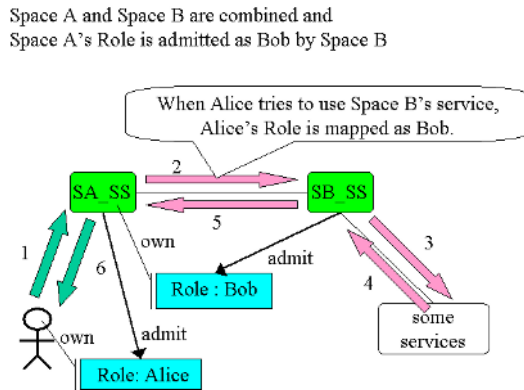 Space A and Space B are combined and
Space A's Role is admitted as Bob by Space B
When Alice tries to use Space B's service,
Alice's Role is mapped as Bob.
2
SA_SS
SB_SS
5
1
6
own
3
admit
4
Role : Bob
own
admit
some
services
Role: Alice